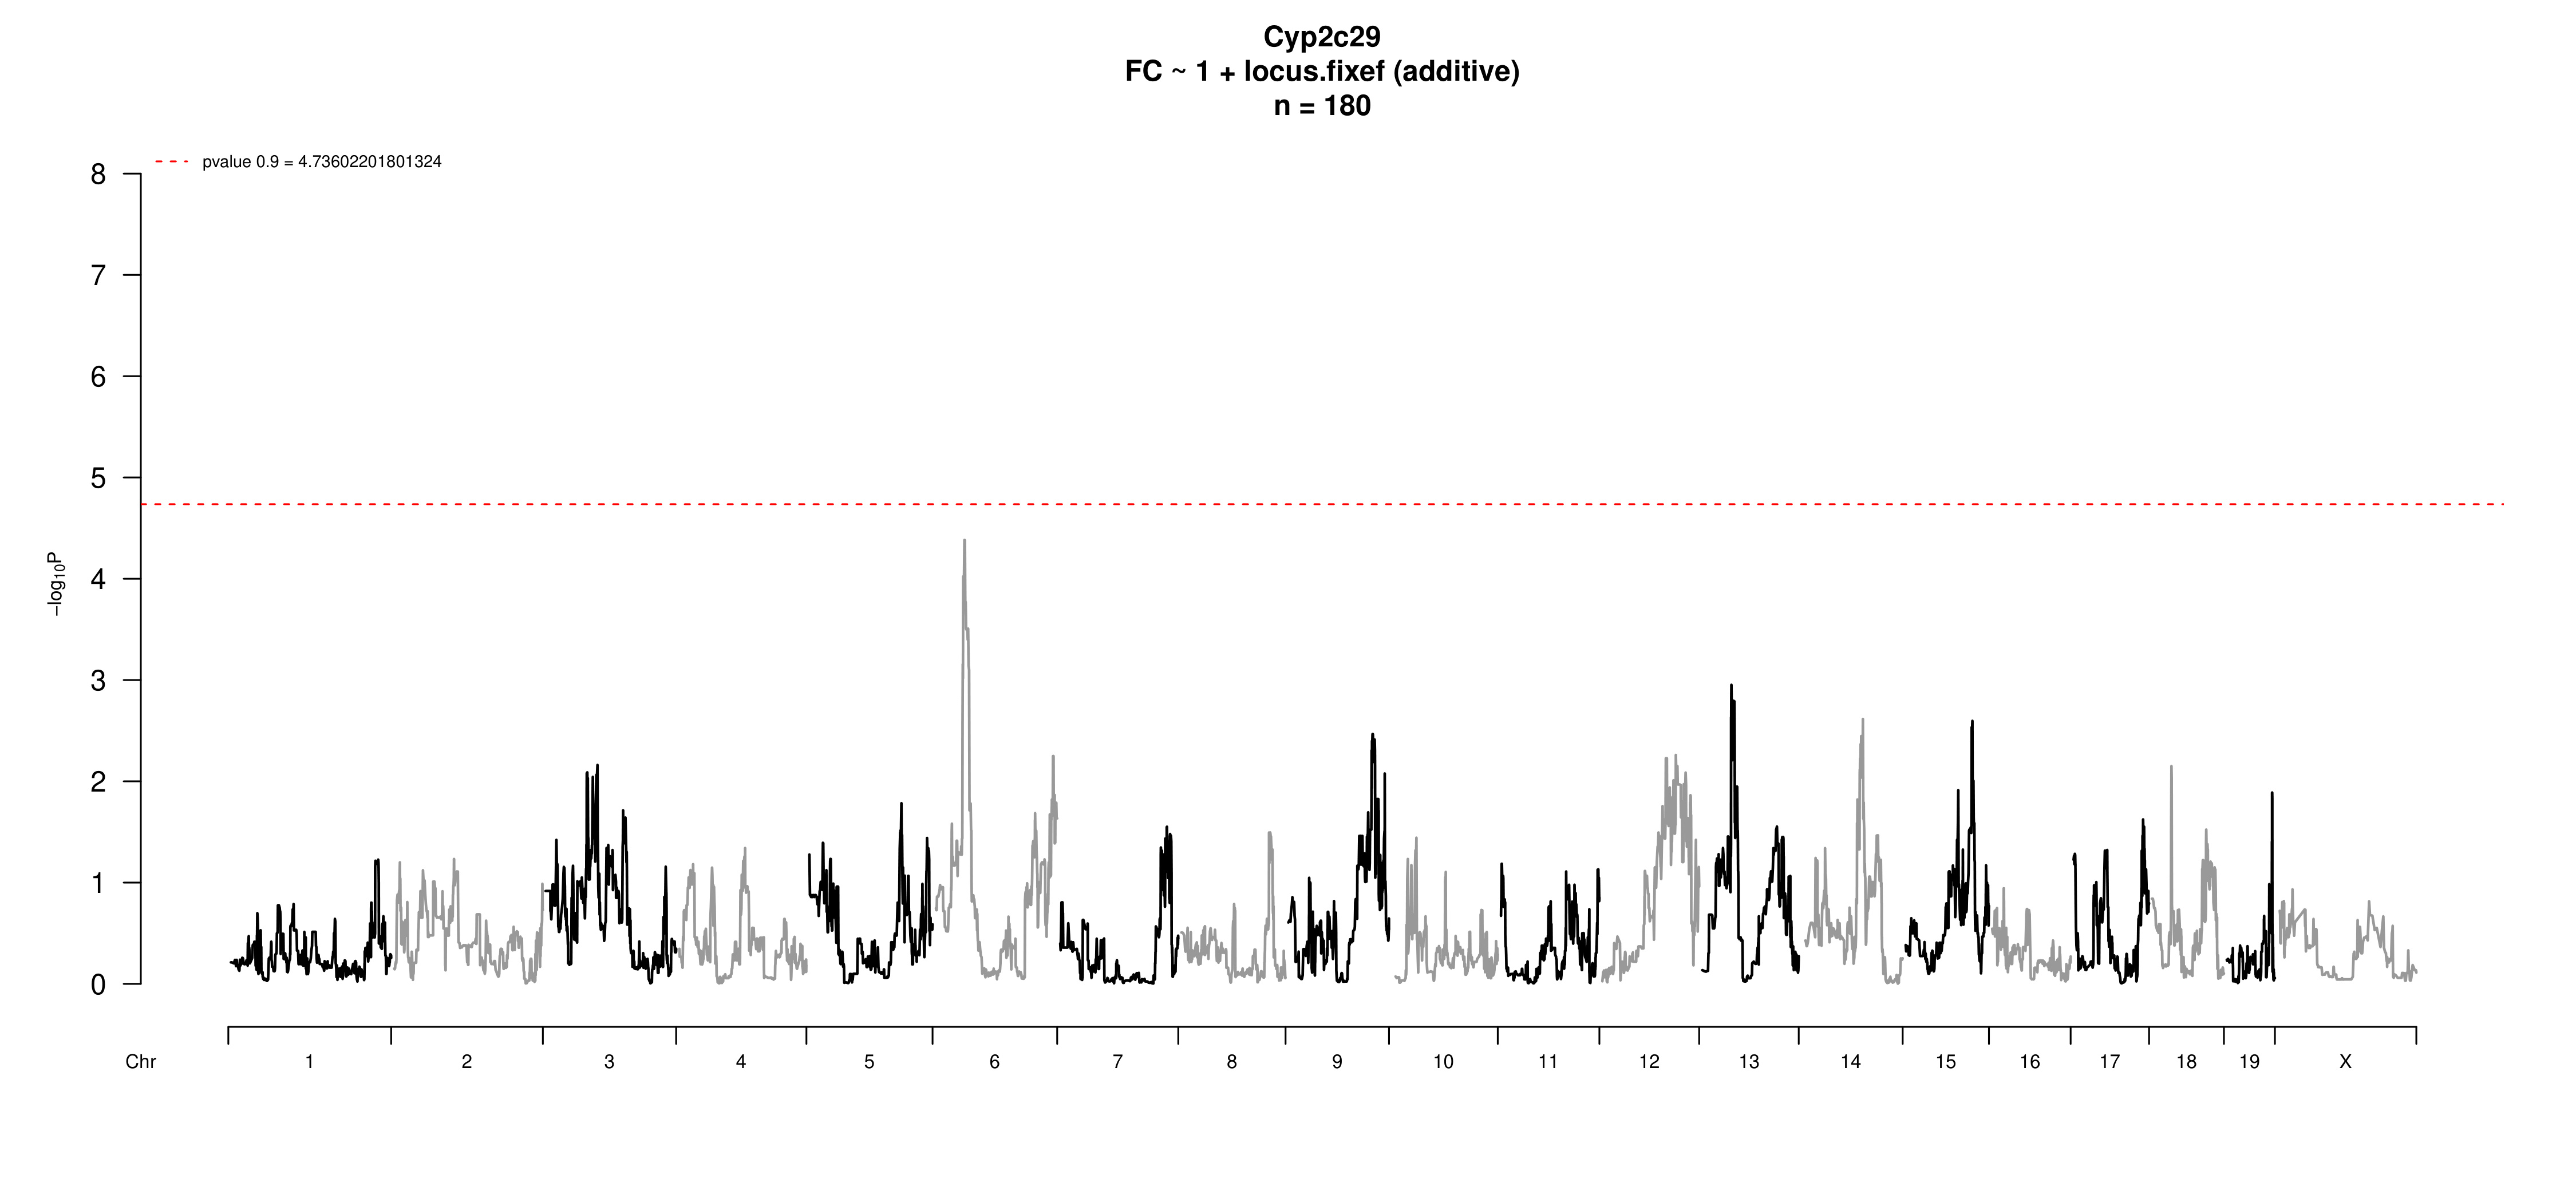 Cyp2c29
FC ~ 1 + locus.fixef (additive)
n = 180
pvalue 0.9 = 4.73602201801324
8
7
6
5
4
3
2
1
0
−log10P
Chr 1 2 3 4 5 6 7 8 9 10 11 12 13 14 15 16 17 18 19 X